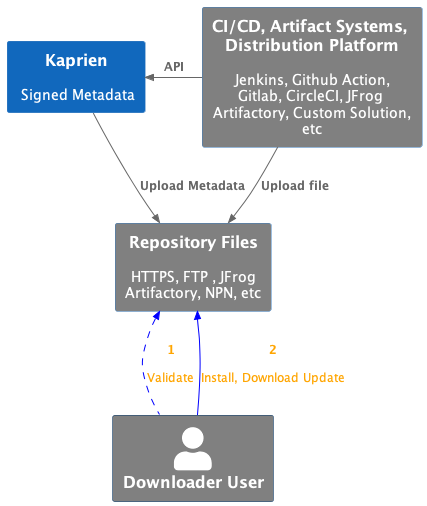 Kaprien
Signed Metadata
API
CI/CD, Artifact Systems,
Distribution Platform
Jenkins, Github Action,
Gitlab, CircleCI, JFrog
Artifactory, Custom Solution,
etc
Upload Metadata
Upload file
Repository Files
HTTPS, FTP , JFrog
Artifactory, NPN, etc
1
Validate
2
Install, Download Update
Downloader User